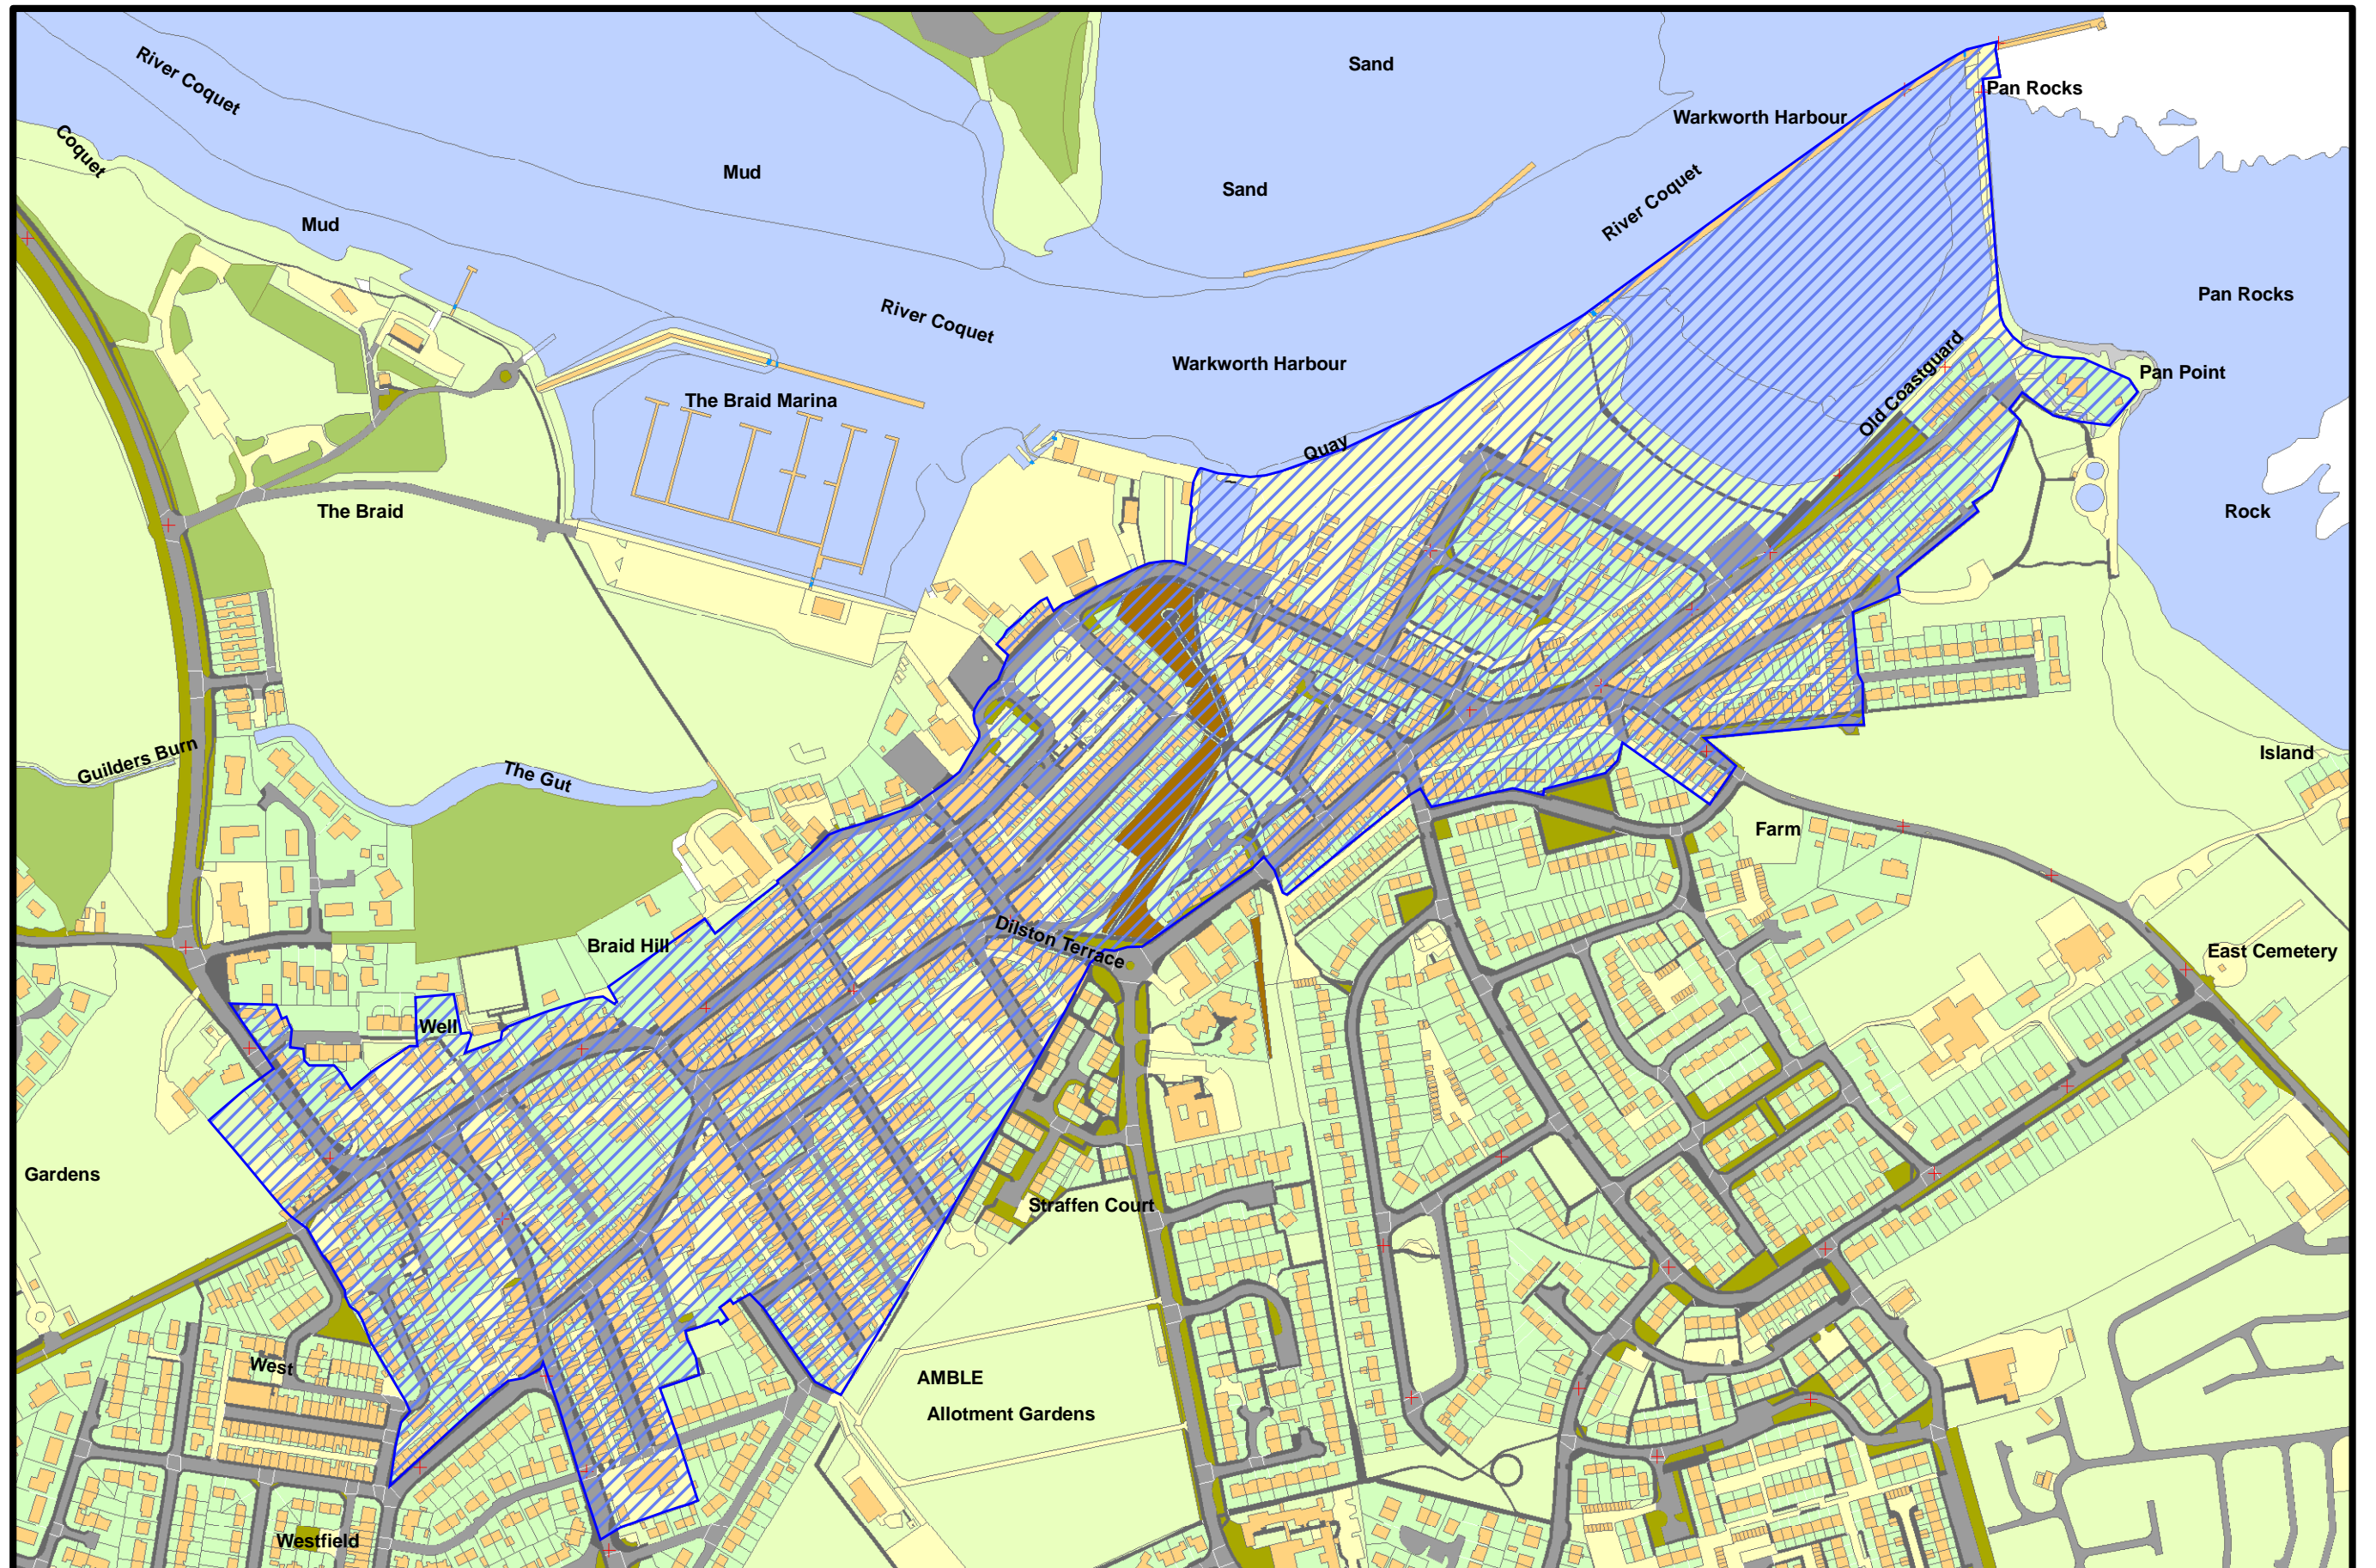 Sand
River Coquet
Pan Rocks
Warkworth Harbour
Coquet
Mud
Sand
River Coquet
Mud
Pan Rocks
River Coquet
Warkworth Harbour
Old Coastguard
Pan Point
The Braid Marina
Quay
The Braid
Rock
Guilders Burn
The Gut
Island
Farm
Dilston Terrace
Braid Hill
East Cemetery
Well
Gardens
Straffen Court
West
AMBLE
Allotment Gardens
Westfield